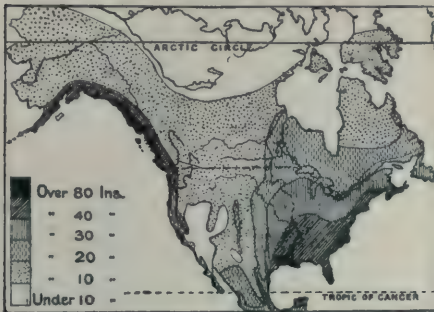 ARCTIC CIRCLE
Over 80 Ins.
" 40 "
" 30 "
" 20 "
" 10 "
Under 10 "
TROPIC OF CANCER